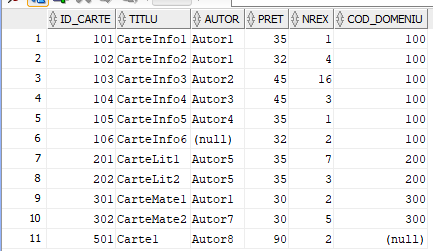 ID_CARTE TITLU AUTOR PRET NREX COD_DOMENIU
1 101 CarteInfo1 Autor1 35 1 100
2 102 CarteInfo2 Autor1 32 4 100
3 103 CarteInfo3 Autor2 45 16 100
4 104 CarteInfo4 Autor3 45 3 100
5 105 CarteInfo5 Autor4 35 1 100
6 106 CarteInfo6 (null) 32 2 100
7 201 CarteLit1 Autor5 35 7 200
8 202 CarteLit2 Autor5 35 3 200
9 301 CarteMate1 Autor1 30 2 300
10 302 CarteMate2 Autor7 30 5 300
11 501 Carte1 Autor8 90 2 (null)